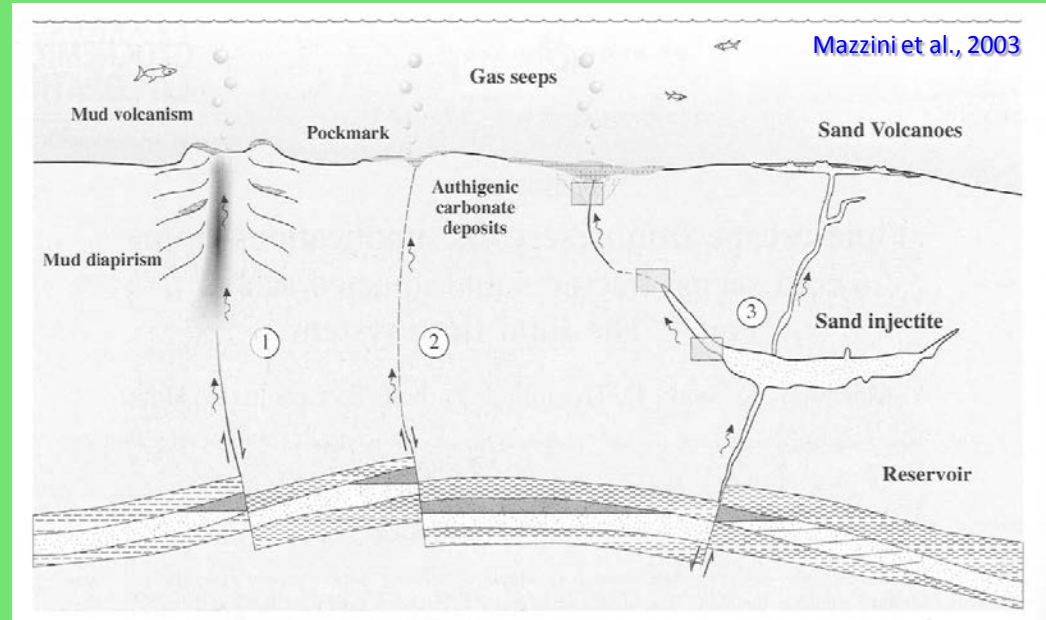 Mazzini et al., 2003
Gas seeps
Mud volcanism
Pockmark
Sand Volcanoes
Authigenic
carbonate
deposits
Mud diapirism
1
2
3
Sand injectite
Reservoir